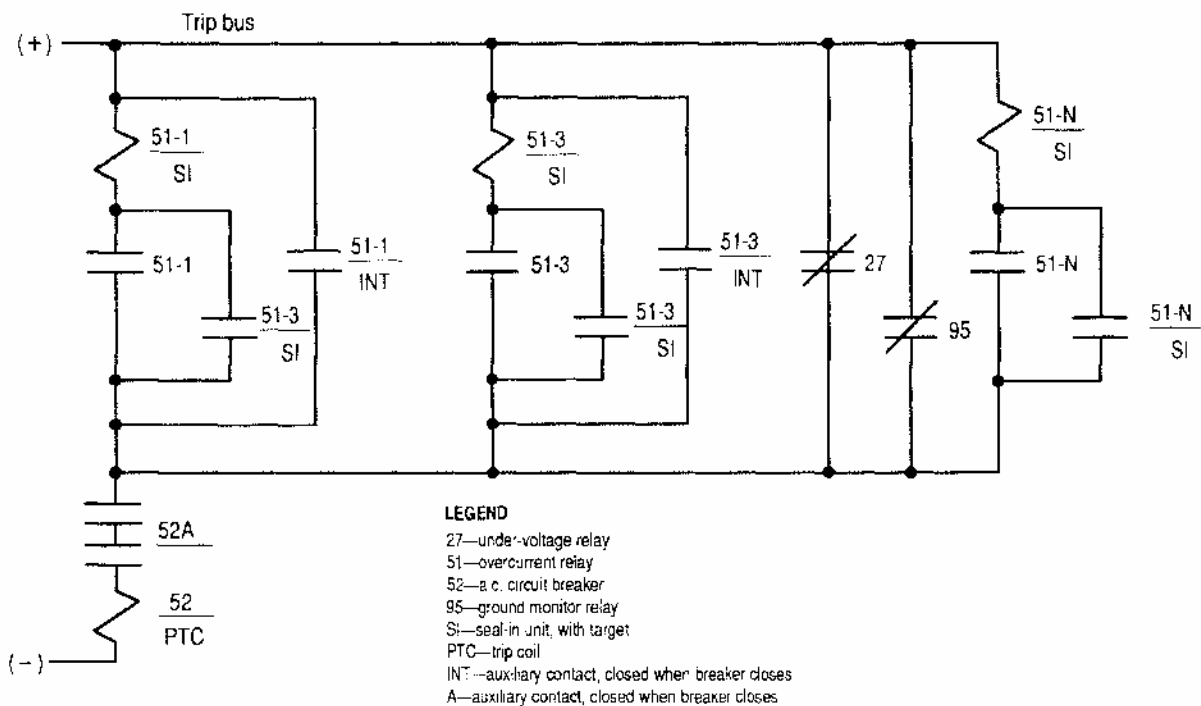 Trip bus
(+)
51-1
SI
51-1
51-3
SI
51-1
INT
51-3
SI
51-3
51-3
SI
51-3
INT
27
95
51-N
SI
51-N
51-N
SI
52A
52
PTC
(−)
LEGEND
27—under-voltage relay
51—overcurrent relay
52—a.c. circuit breaker
95—ground monitor relay
SI—seal-in unit, with target
PTC—trip coil
INT—auxiliary contact, closed when breaker closes
A—auxiliary contact, closed when breaker closes